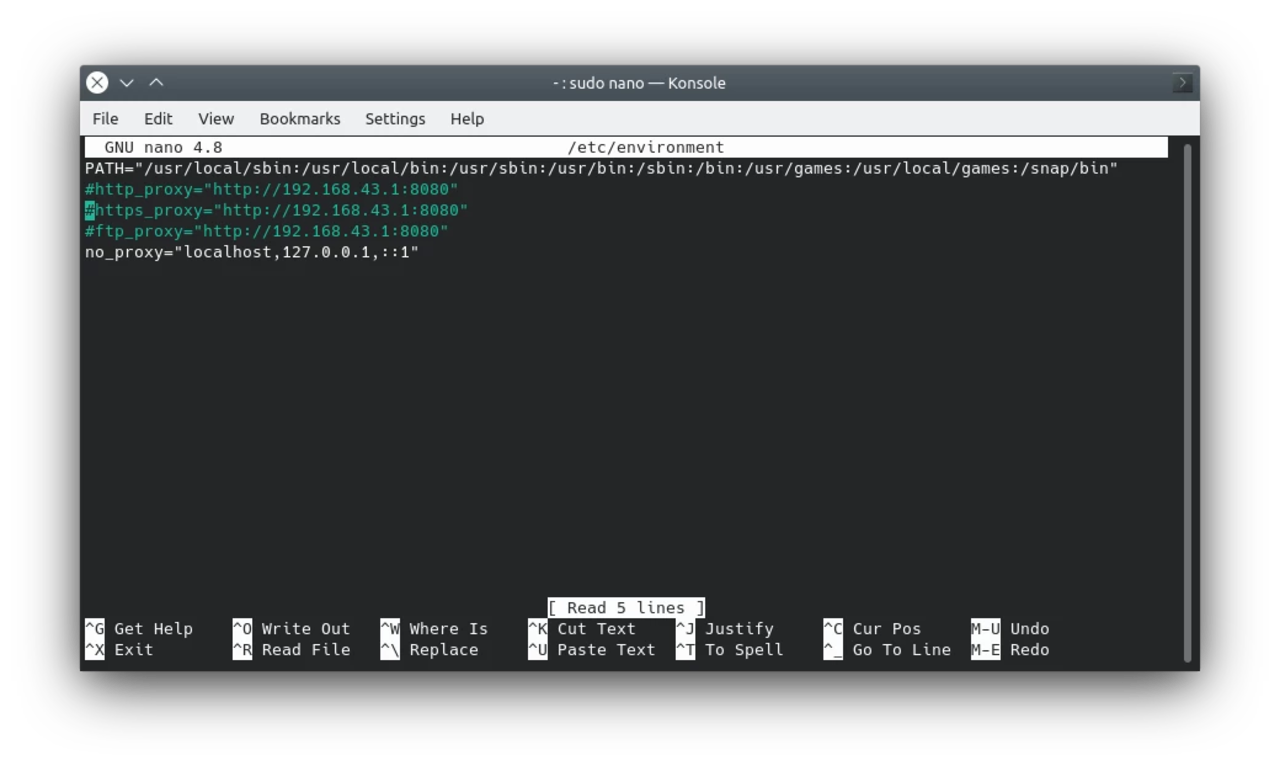 - : sudo nano — Konsole
File Edit View Bookmarks Settings Help
GNU nano 4.8 /etc/environment
PATH="/usr/local/sbin:/usr/local/bin:/usr/sbin:/usr/bin:/sbin:/bin:/usr/games:/usr/local/games:/snap/bin"
#http_proxy="http://192.168.43.1:8080"
#https_proxy="http://192.168.43.1:8080"
#ftp_proxy="http://192.168.43.1:8080"
no_proxy="localhost,127.0.0.1,::1"
[ Read 5 lines ]
^G Get Help ^O Write Out ^W Where Is ^K Cut Text ^J Justify ^C Cur Pos M-U Undo
^X Exit ^R Read File ^\ Replace ^U Paste Text ^T To Spell ^_ Go To Line M-E Redo